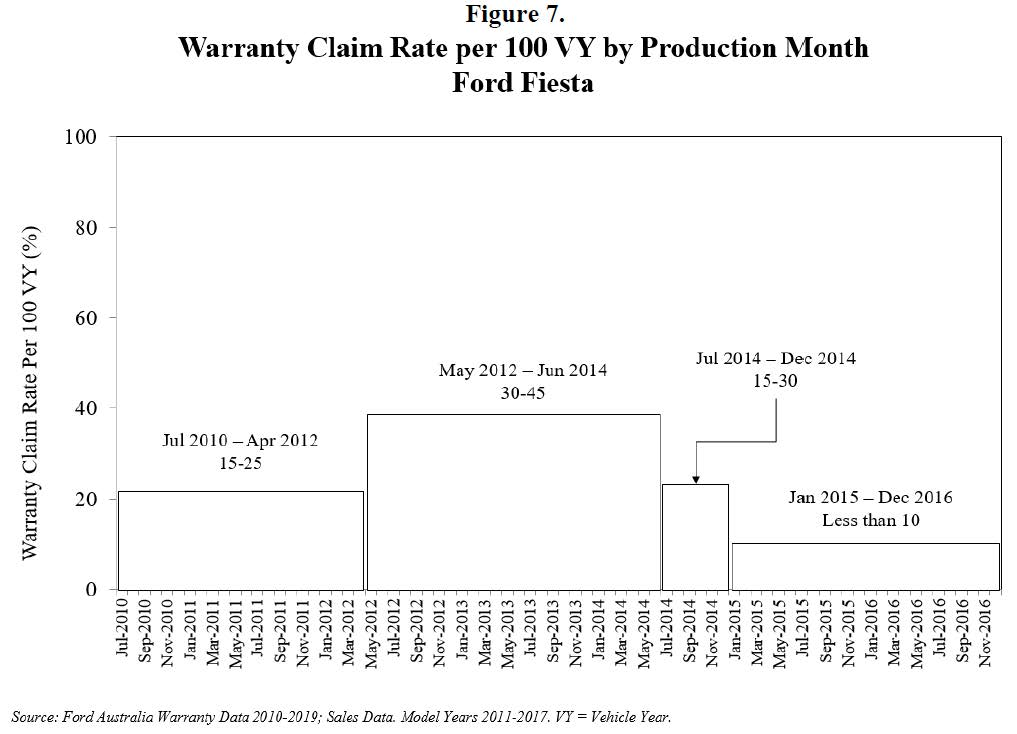 Figure 7.
Warranty Claim Rate per 100 VY by Production Month
Ford Fiesta
Warranty Claim Rate Per 100 VY (%)
100
80
60
40
20
0
Jul 2010 – Apr 2012
15-25
May 2012 – Jun 2014
30-45
Jul 2014 – Dec 2014
15-30
Jan 2015 – Dec 2016
Less than 10
Jul-2010
Sep-2010
Nov-2010
Jan-2011
Mar-2011
May-2011
Jul-2011
Sep-2011
Nov-2011
Jan-2012
Mar-2012
May-2012
Jul-2012
Sep-2012
Nov-2012
Jan-2013
Mar-2013
May-2013
Jul-2013
Sep-2013
Nov-2013
Jan-2014
Mar-2014
May-2014
Jul-2014
Sep-2014
Nov-2014
Jan-2015
Mar-2015
May-2015
Jul-2015
Sep-2015
Nov-2015
Jan-2016
Mar-2016
May-2016
Jul-2016
Sep-2016
Nov-2016
Source: Ford Australia Warranty Data 2010-2019; Sales Data. Model Years 2011-2017. VY = Vehicle Year.